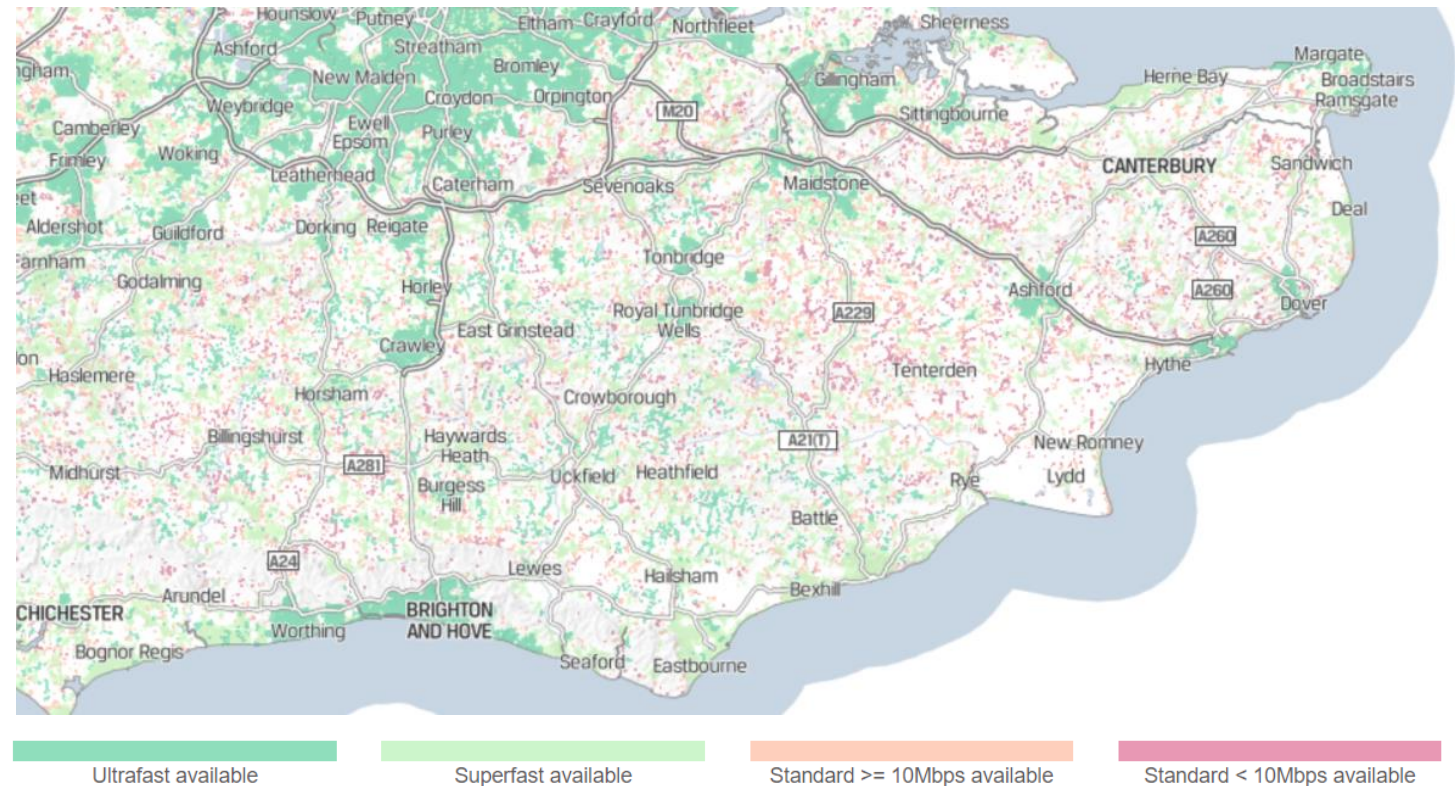 Hounslow
Putney
Eltham
Crayford
Northfleet
Sheerness
Ashford
Streatham
Margate
ngham
New Malden
Bromley
Gillingham
Herne Bay
Broadstairs
Weybridge
Croydon
Orpington
Ramsgate
M20
Sittingbourne
Camberley
Ewell
Epsom
Purley
Frimley
Woking
CANTERBURY
Sandwich
Leatherhead
Caterham
Sevenoaks
Maidstone
eet
Aldershot
Guildford
Dorking
Reigate
Deal
A260
Farnham
Tonbridge
Godalming
Horley
Ashford
A260
Dover
Royal Tunbridge
Wells
A229
East Grinstead
Crawley
Hythe
Haslemere
Tenterden
Horsham
Crowborough
Billingshurst
Haywards
Heath
A21(T)
New Romney
Midhurst
A281
Uckfield
Heathfield
Rye
Lydd
Burgess
Hill
Battle
A24
Lewes
Hailsham
Bexhill
Arundel
CHICHESTER
BRIGHTON
AND HOVE
Worthing
Bognor Regis
Seaford
Eastbourne
Ultrafast available
Superfast available
Standard >= 10Mbps available
Standard < 10Mbps available